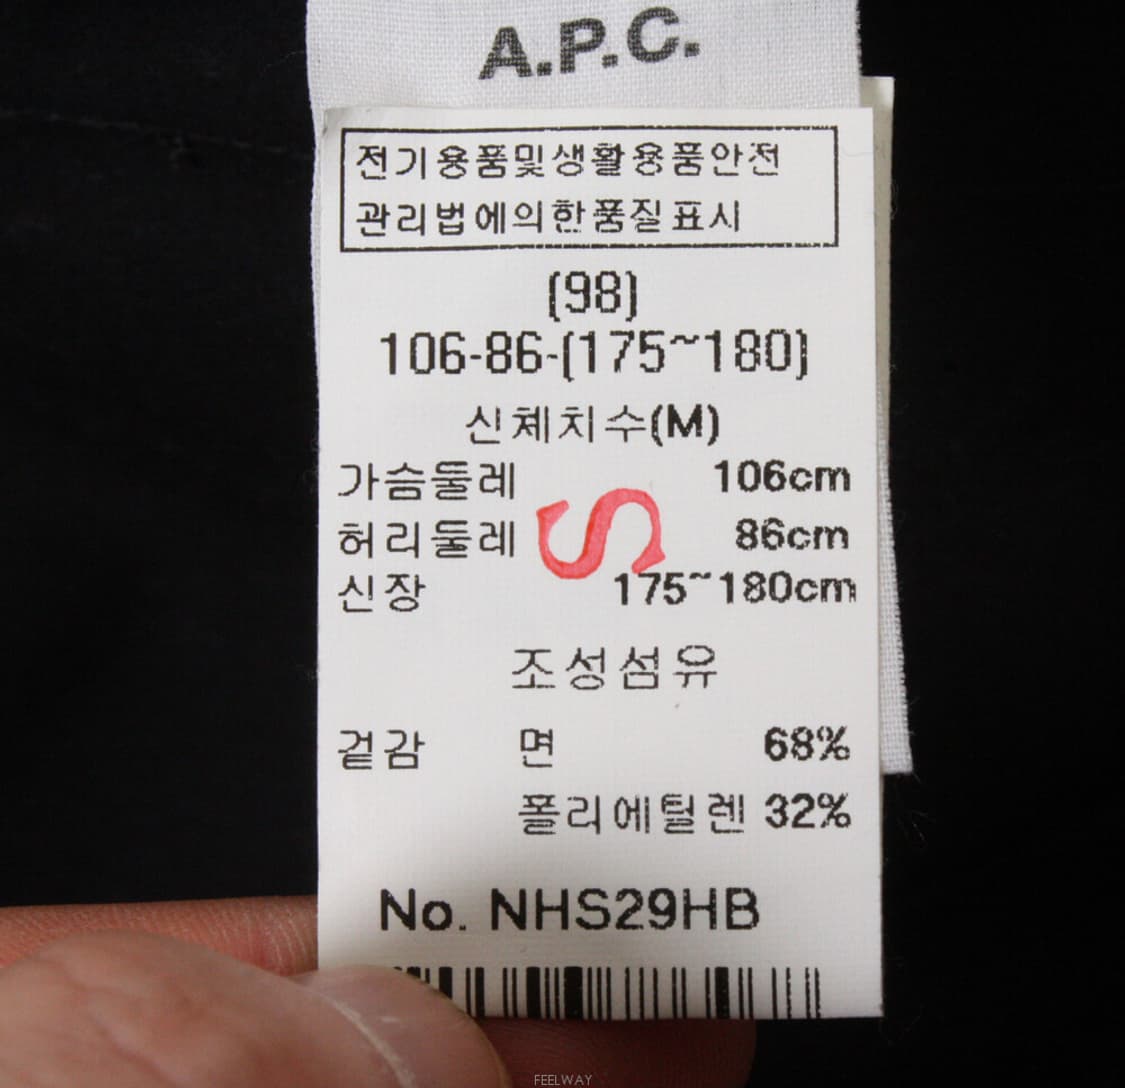 A.P.C.
전기용품및생활용품안전
관리법에의한품질표시
(98)
106-86-(175~180)
신체치수(M)
가슴둘레 106cm
허리둘레 86cm
S
신장 175~180cm
조성섬유
겉감 면 68%
폴리에틸렌 32%
No. NHS29HB
FEELWAY